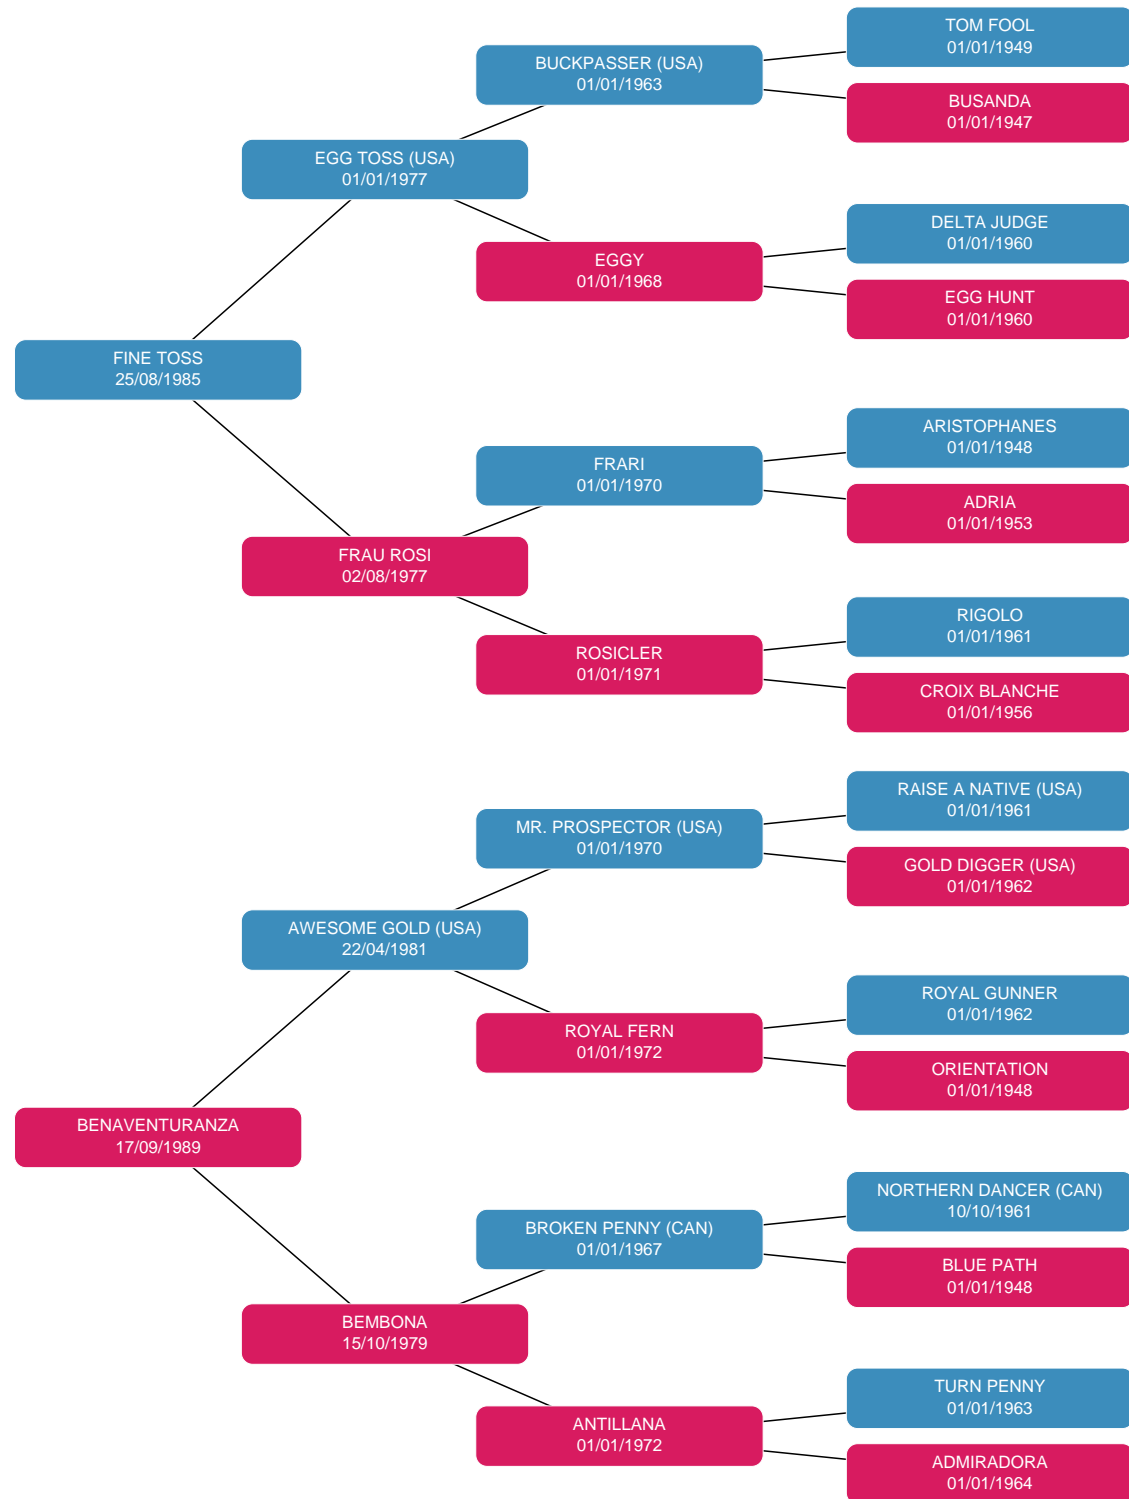 TOM FOOL
01/01/1949
BUCKPASSER (USA)
01/01/1963
BUSANDA
01/01/1947
EGG TOSS (USA)
01/01/1977
DELTA JUDGE
01/01/1960
EGGY
01/01/1968
EGG HUNT
01/01/1960
FINE TOSS
25/08/1985
ARISTOPHANES
01/01/1948
FRARI
01/01/1970
ADRIA
01/01/1953
FRAU ROSI
02/08/1977
RIGOLO
01/01/1961
ROSICLER
01/01/1971
CROIX BLANCHE
01/01/1956
RAISE A NATIVE (USA)
01/01/1961
MR. PROSPECTOR (USA)
01/01/1970
GOLD DIGGER (USA)
01/01/1962
AWESOME GOLD (USA)
22/04/1981
ROYAL GUNNER
01/01/1962
ROYAL FERN
01/01/1972
ORIENTATION
01/01/1948
BENAVENTURANZA
17/09/1989
NORTHERN DANCER (CAN)
10/10/1961
BROKEN PENNY (CAN)
01/01/1967
BLUE PATH
01/01/1948
BEMBONA
15/10/1979
TURN PENNY
01/01/1963
ANTILLANA
01/01/1972
ADMIRADORA
01/01/1964